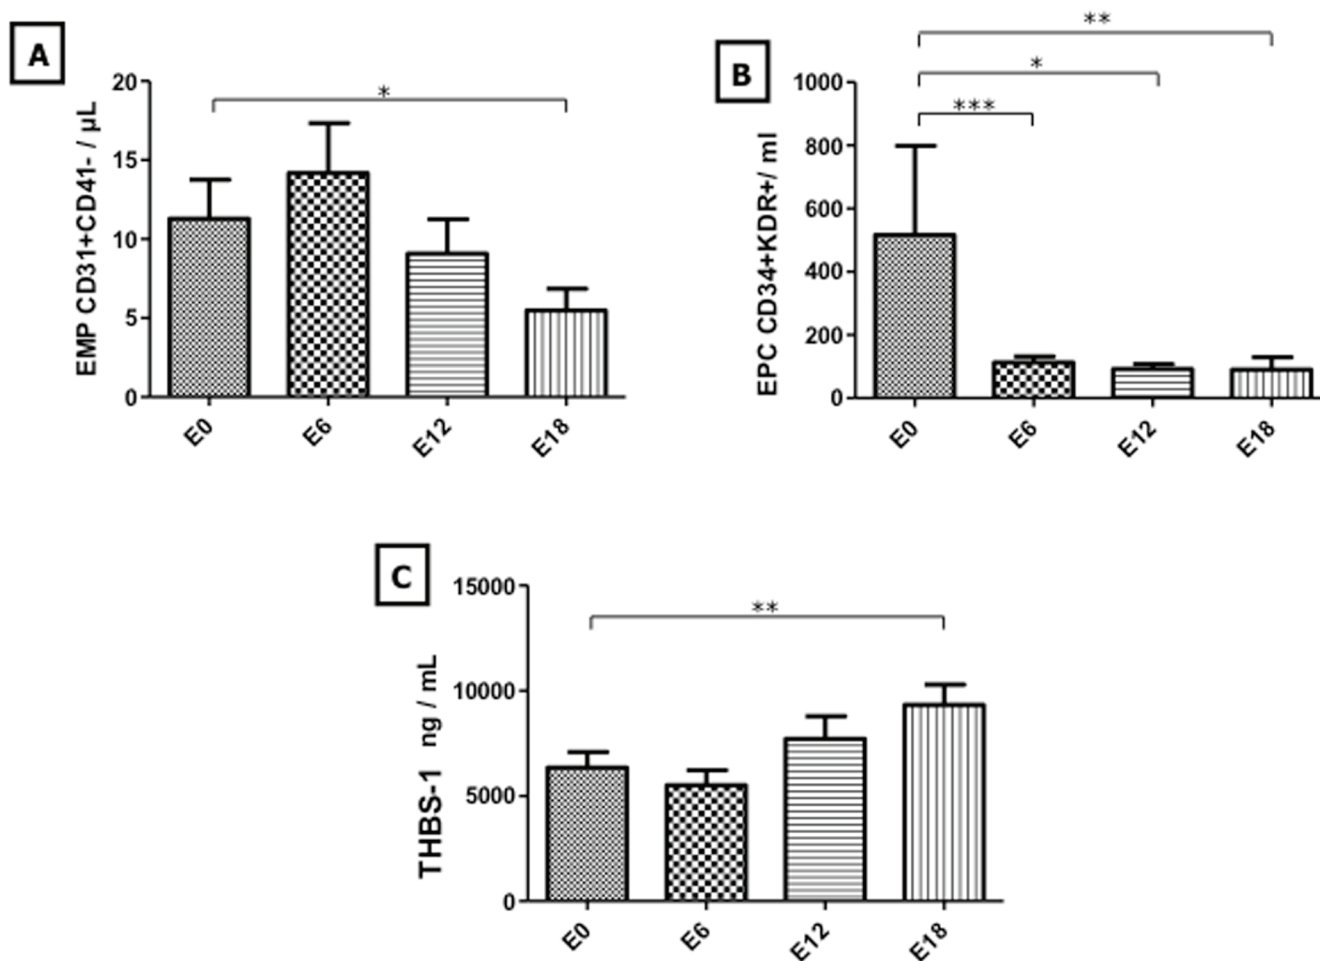 A
EMP CD31+CD41- / µL
20
15
10
5
0
*
E0 E6 E12 E18
B
EPC CD34+KDR+/ ml
1000
800
600
400
200
0
**
*
***
E0 E6 E12 E18
C
THBS-1 ng / mL
15000
10000
5000
0
**
E0 E6 E12 E18